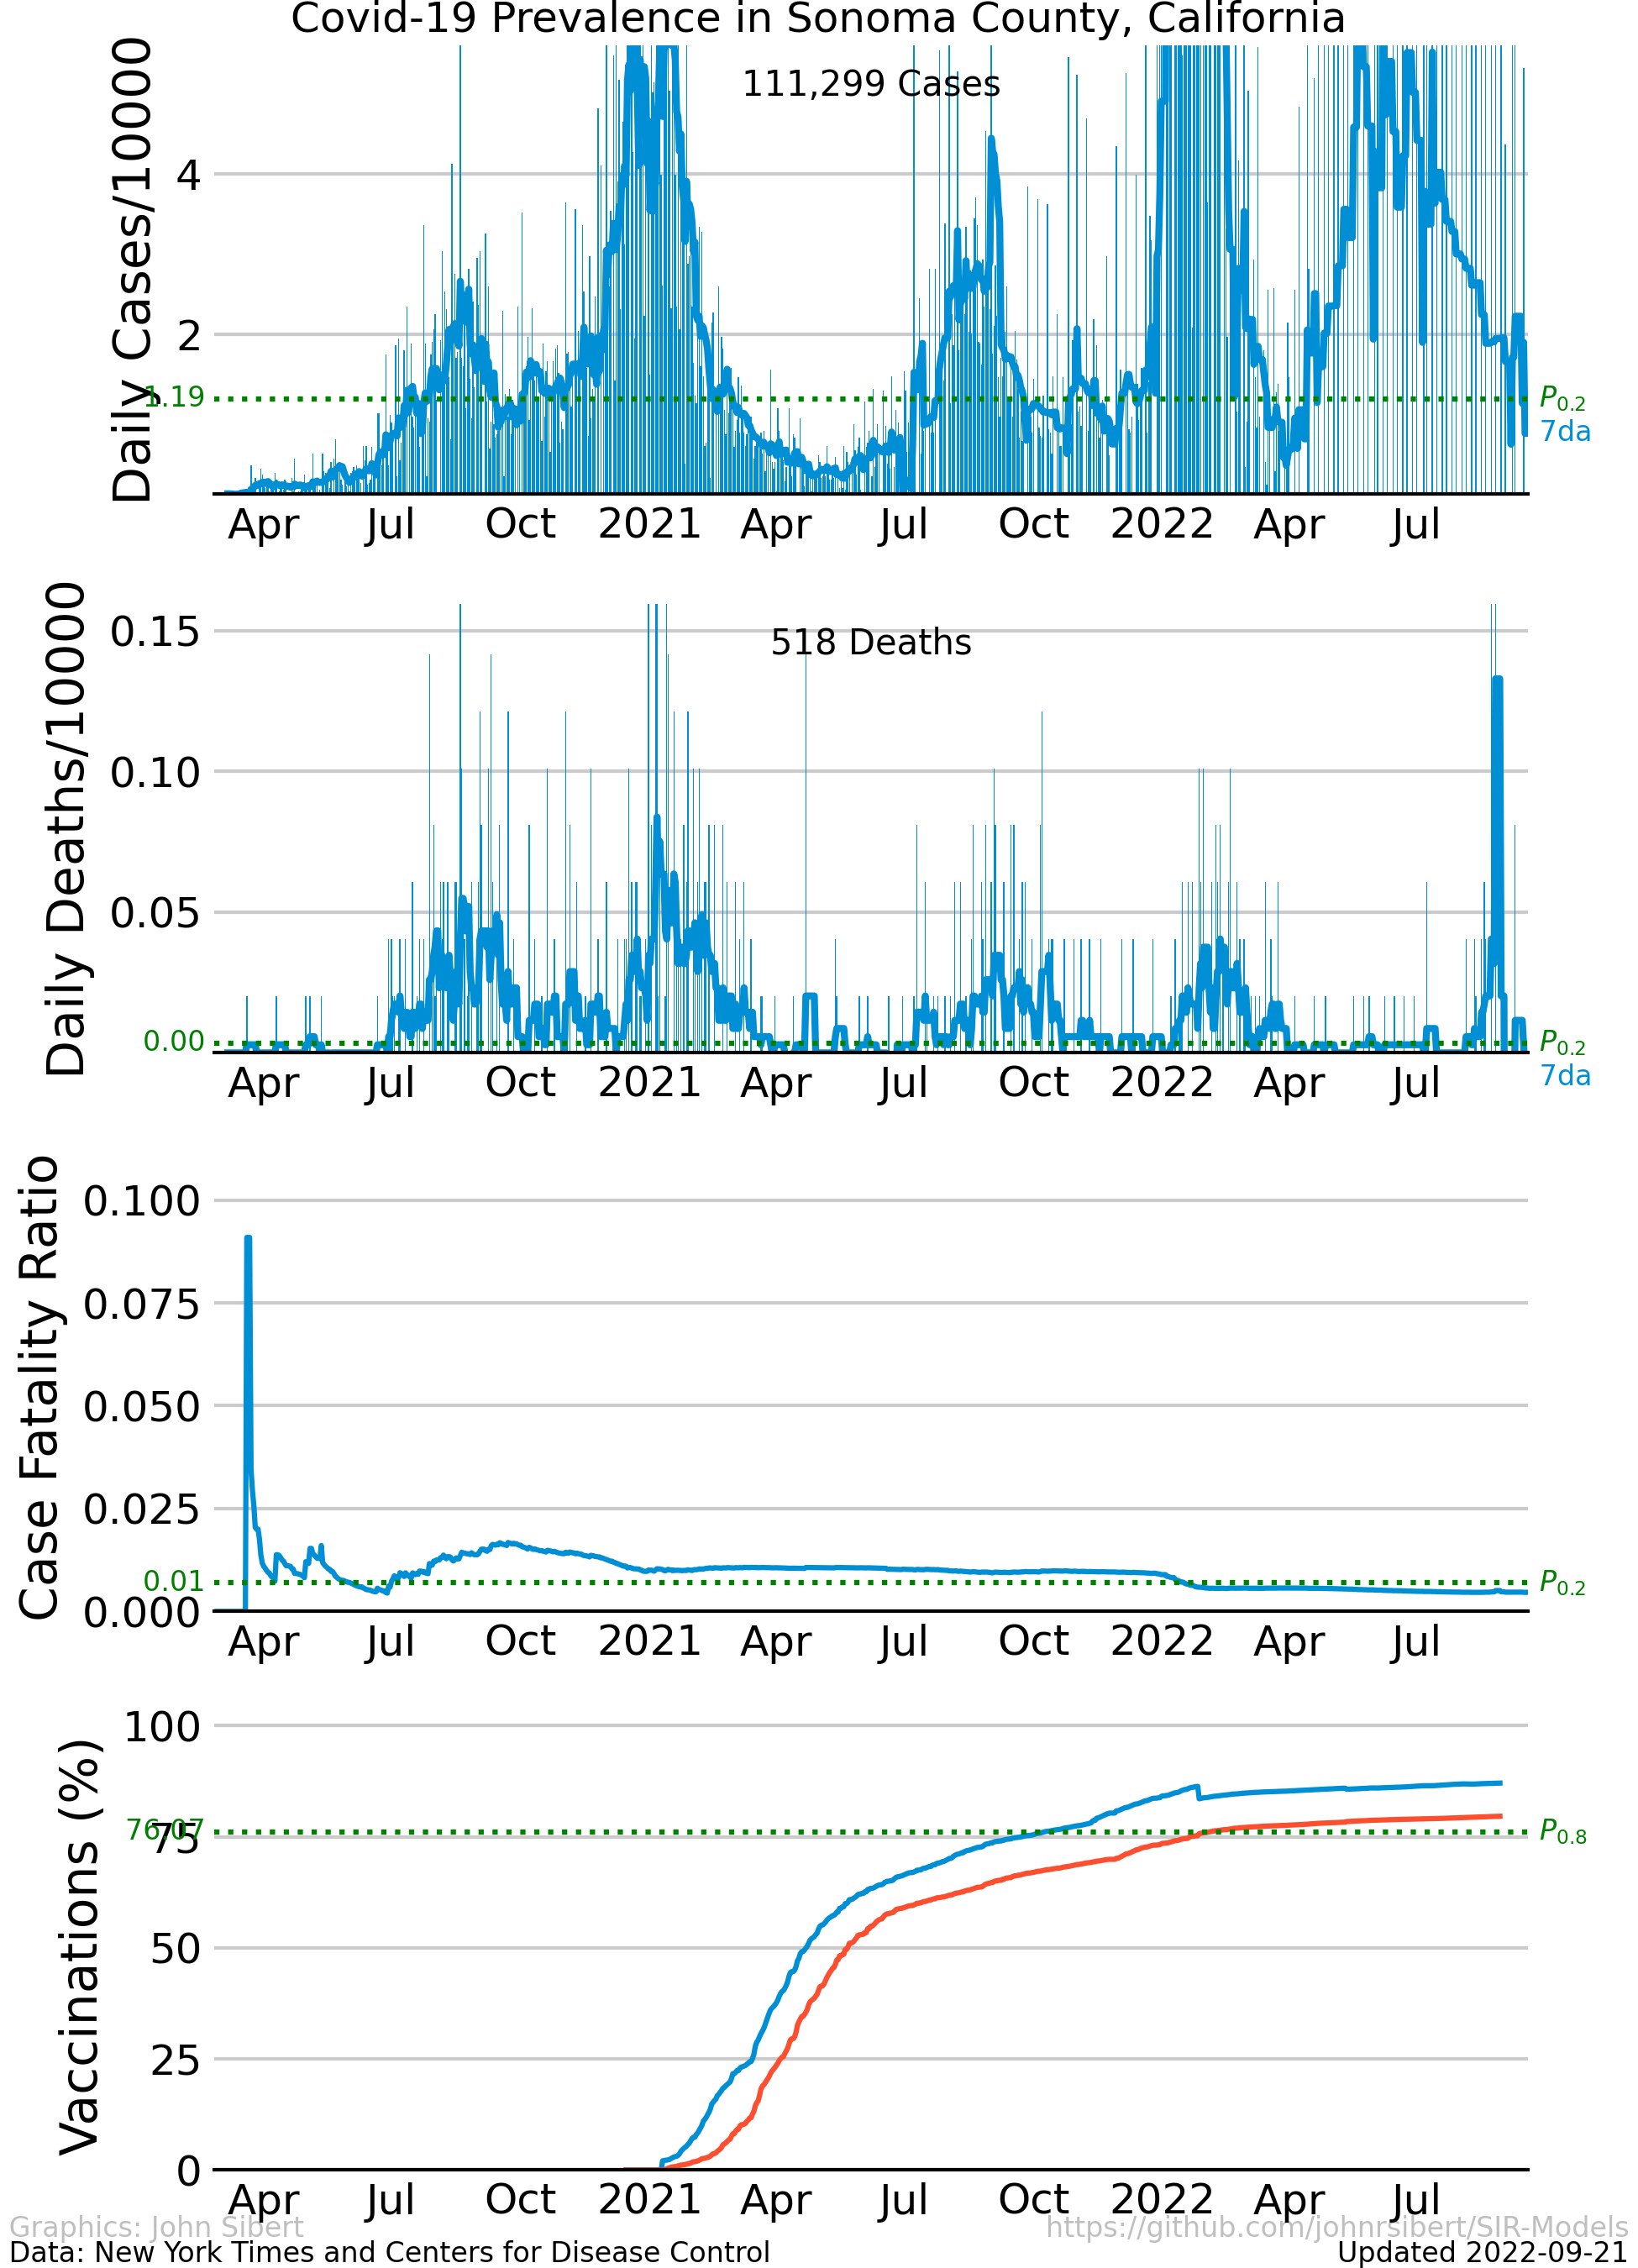 Covid-19 Prevalence in Sonoma County, California
Daily Cases/10000
111,299 Cases
4
2
1.19
P0.2
7da
Apr Jul Oct 2021 Apr Jul Oct 2022 Apr Jul
Daily Deaths/10000
518 Deaths
0.15
0.10
0.05
0.00
P0.2
7da
Apr Jul Oct 2021 Apr Jul Oct 2022 Apr Jul
Case Fatality Ratio
0.100
0.075
0.050
0.025
0.01
P0.2
0.000
Apr Jul Oct 2021 Apr Jul Oct 2022 Apr Jul
Vaccinations (%)
100
76.07
75
P0.8
50
25
0
Apr Jul Oct 2021 Apr Jul Oct 2022 Apr Jul
Graphics: John Sibert
https://github.com/johnrsibert/SIR-Models
Data: New York Times and Centers for Disease Control
Updated 2022-09-21